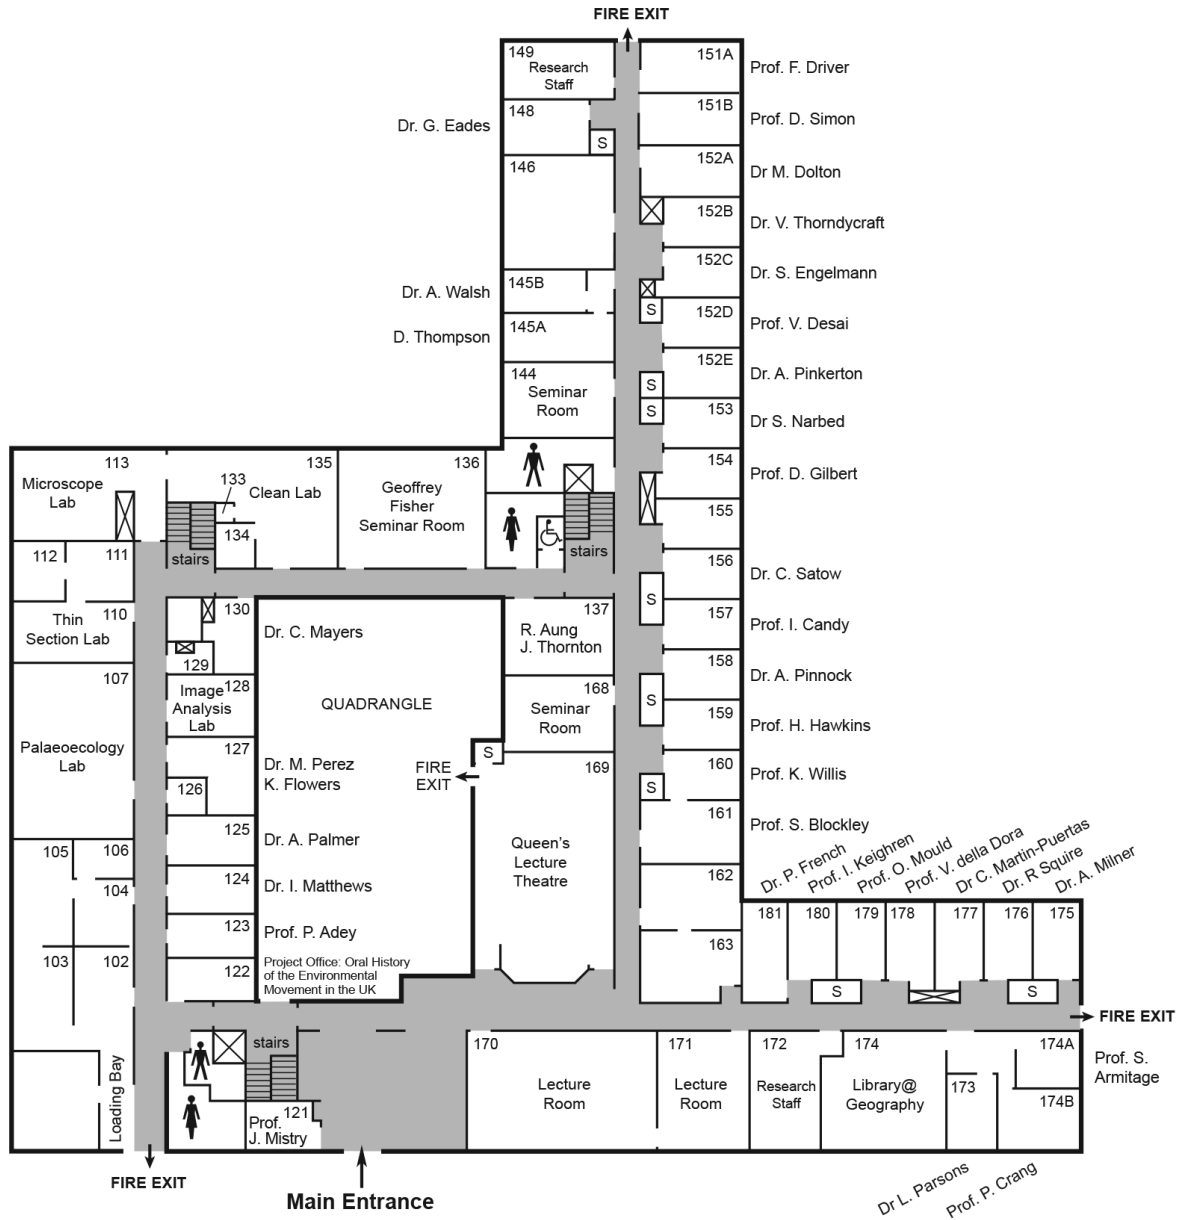 FIRE EXIT
149
Research
Staff
151A
Prof. F. Driver
148
Dr. G. Eades
S
151B
Prof. D. Simon
146
152A
Dr M. Dolton
152B
Dr. V. Thorndycraft
145B
Dr. A. Walsh
152C
Dr. S. Engelmann
S
152D
Prof. V. Desai
145A
D. Thompson
144
Seminar
Room
152E
Dr. A. Pinkerton
S
S
153
Dr S. Narbed
113
Microscope
Lab
133
135
Clean Lab
134
stairs
136
Geoffrey
Fisher
Seminar Room
stairs
154
Prof. D. Gilbert
155
112
111
156
Dr. C. Satow
110
Thin
Section Lab
130
Dr. C. Mayers
137
R. Aung
J. Thornton
S
157
Prof. I. Candy
129
158
Dr. A. Pinnock
107
Palaeoecology
Lab
128
Image
Analysis
Lab
QUADRANGLE
168
Seminar
Room
S
159
Prof. H. Hawkins
127
Dr. M. Perez
K. Flowers
126
FIRE
EXIT
S
169
Queen's
Lecture
Theatre
S
160
Prof. K. Willis
161
Prof. S. Blockley
125
Dr. A. Palmer
105
106
104
124
Dr. I. Matthews
162
123
Prof. P. Adey
103
102
122
Project Office: Oral History
of the Environmental
Movement in the UK
163
Dr. P. French
Prof. I. Keighren
Prof. O. Mould
Prof. V. della Dora
Dr C. Martin-Puertas
Dr. R Squire
Dr. A. Milner
181
180
179
178
177
176
175
S
S
FIRE EXIT
stairs
170
Lecture
Room
171
Lecture
Room
172
Research
Staff
174
Library@
Geography
173
174A
Prof. S.
Armitage
174B
Loading Bay
121
Prof.
J. Mistry
FIRE EXIT
Main Entrance
Dr L. Parsons
Prof. P. Crang